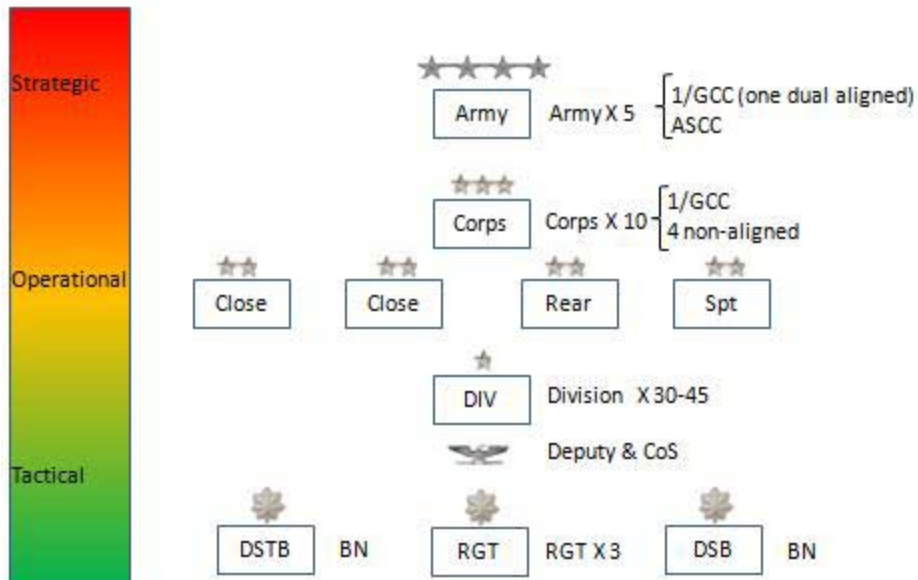 Strategic
Army
Army X 5
1/GCC (one dual aligned)
ASCC
Corps
Corps X 10
1/GCC
4 non-aligned
Operational
Close
Close
Rear
Spt
DIV
Division X 30-45
Deputy & CoS
Tactical
DSTB
BN
RGT
RGT X 3
DSB
BN